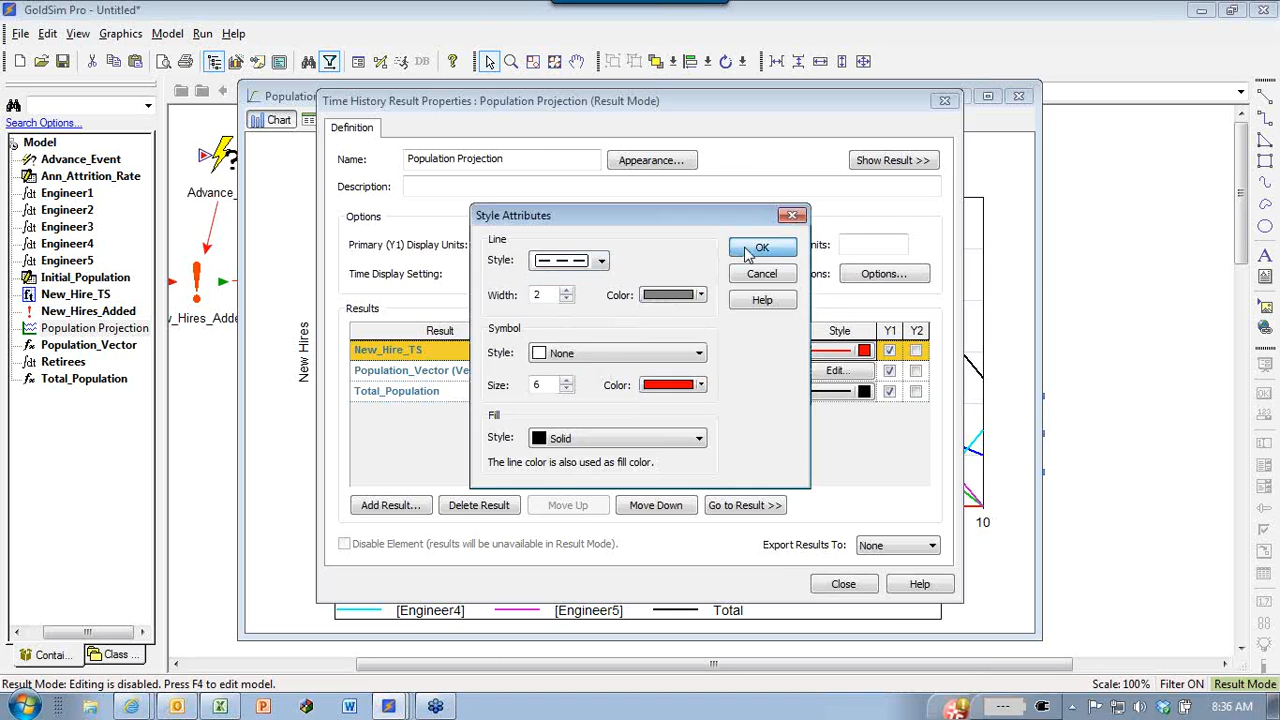 GoldSim Pro - Untitled*
File Edit View Graphics Model Run Help
DB
Search Options...
Model
Advance_Event
Ann_Attrition_Rate
Engineer1
Engineer2
Engineer3
Engineer4
Engineer5
Initial_Population
New_Hire_TS
New_Hires_Added
Population Projection
Population_Vector
Retirees
Total_Population
Contai...
Class ...
Advance_
w_Hires_Adde
Population
Chart
New Hires
10
[Engineer4] [Engineer5] Total
Time History Result Properties : Population Projection (Result Mode)
Definition
Name: Population Projection Appearance... Show Result >>
Description:
Options
Primary (Y1) Display Units: nits:
Time Display Setting: ons: Options...
Results
Result Style Y1 Y2
New_Hire_TS
Population_Vector (Ve Edit...
Total_Population
Add Result... Delete Result Move Up Move Down Go to Result >>
Disable Element (results will be unavailable in Result Mode). Export Results To: None
Close Help
Style Attributes
Line
Style:
Width: 2 Color:
Symbol
Style: None
Size: 6 Color:
Fill
Style: Solid
The line color is also used as fill color.
OK
Cancel
Help
Result Mode: Editing is disabled. Press F4 to edit model. Scale: 100% Filter ON Result Mode
8:36 AM